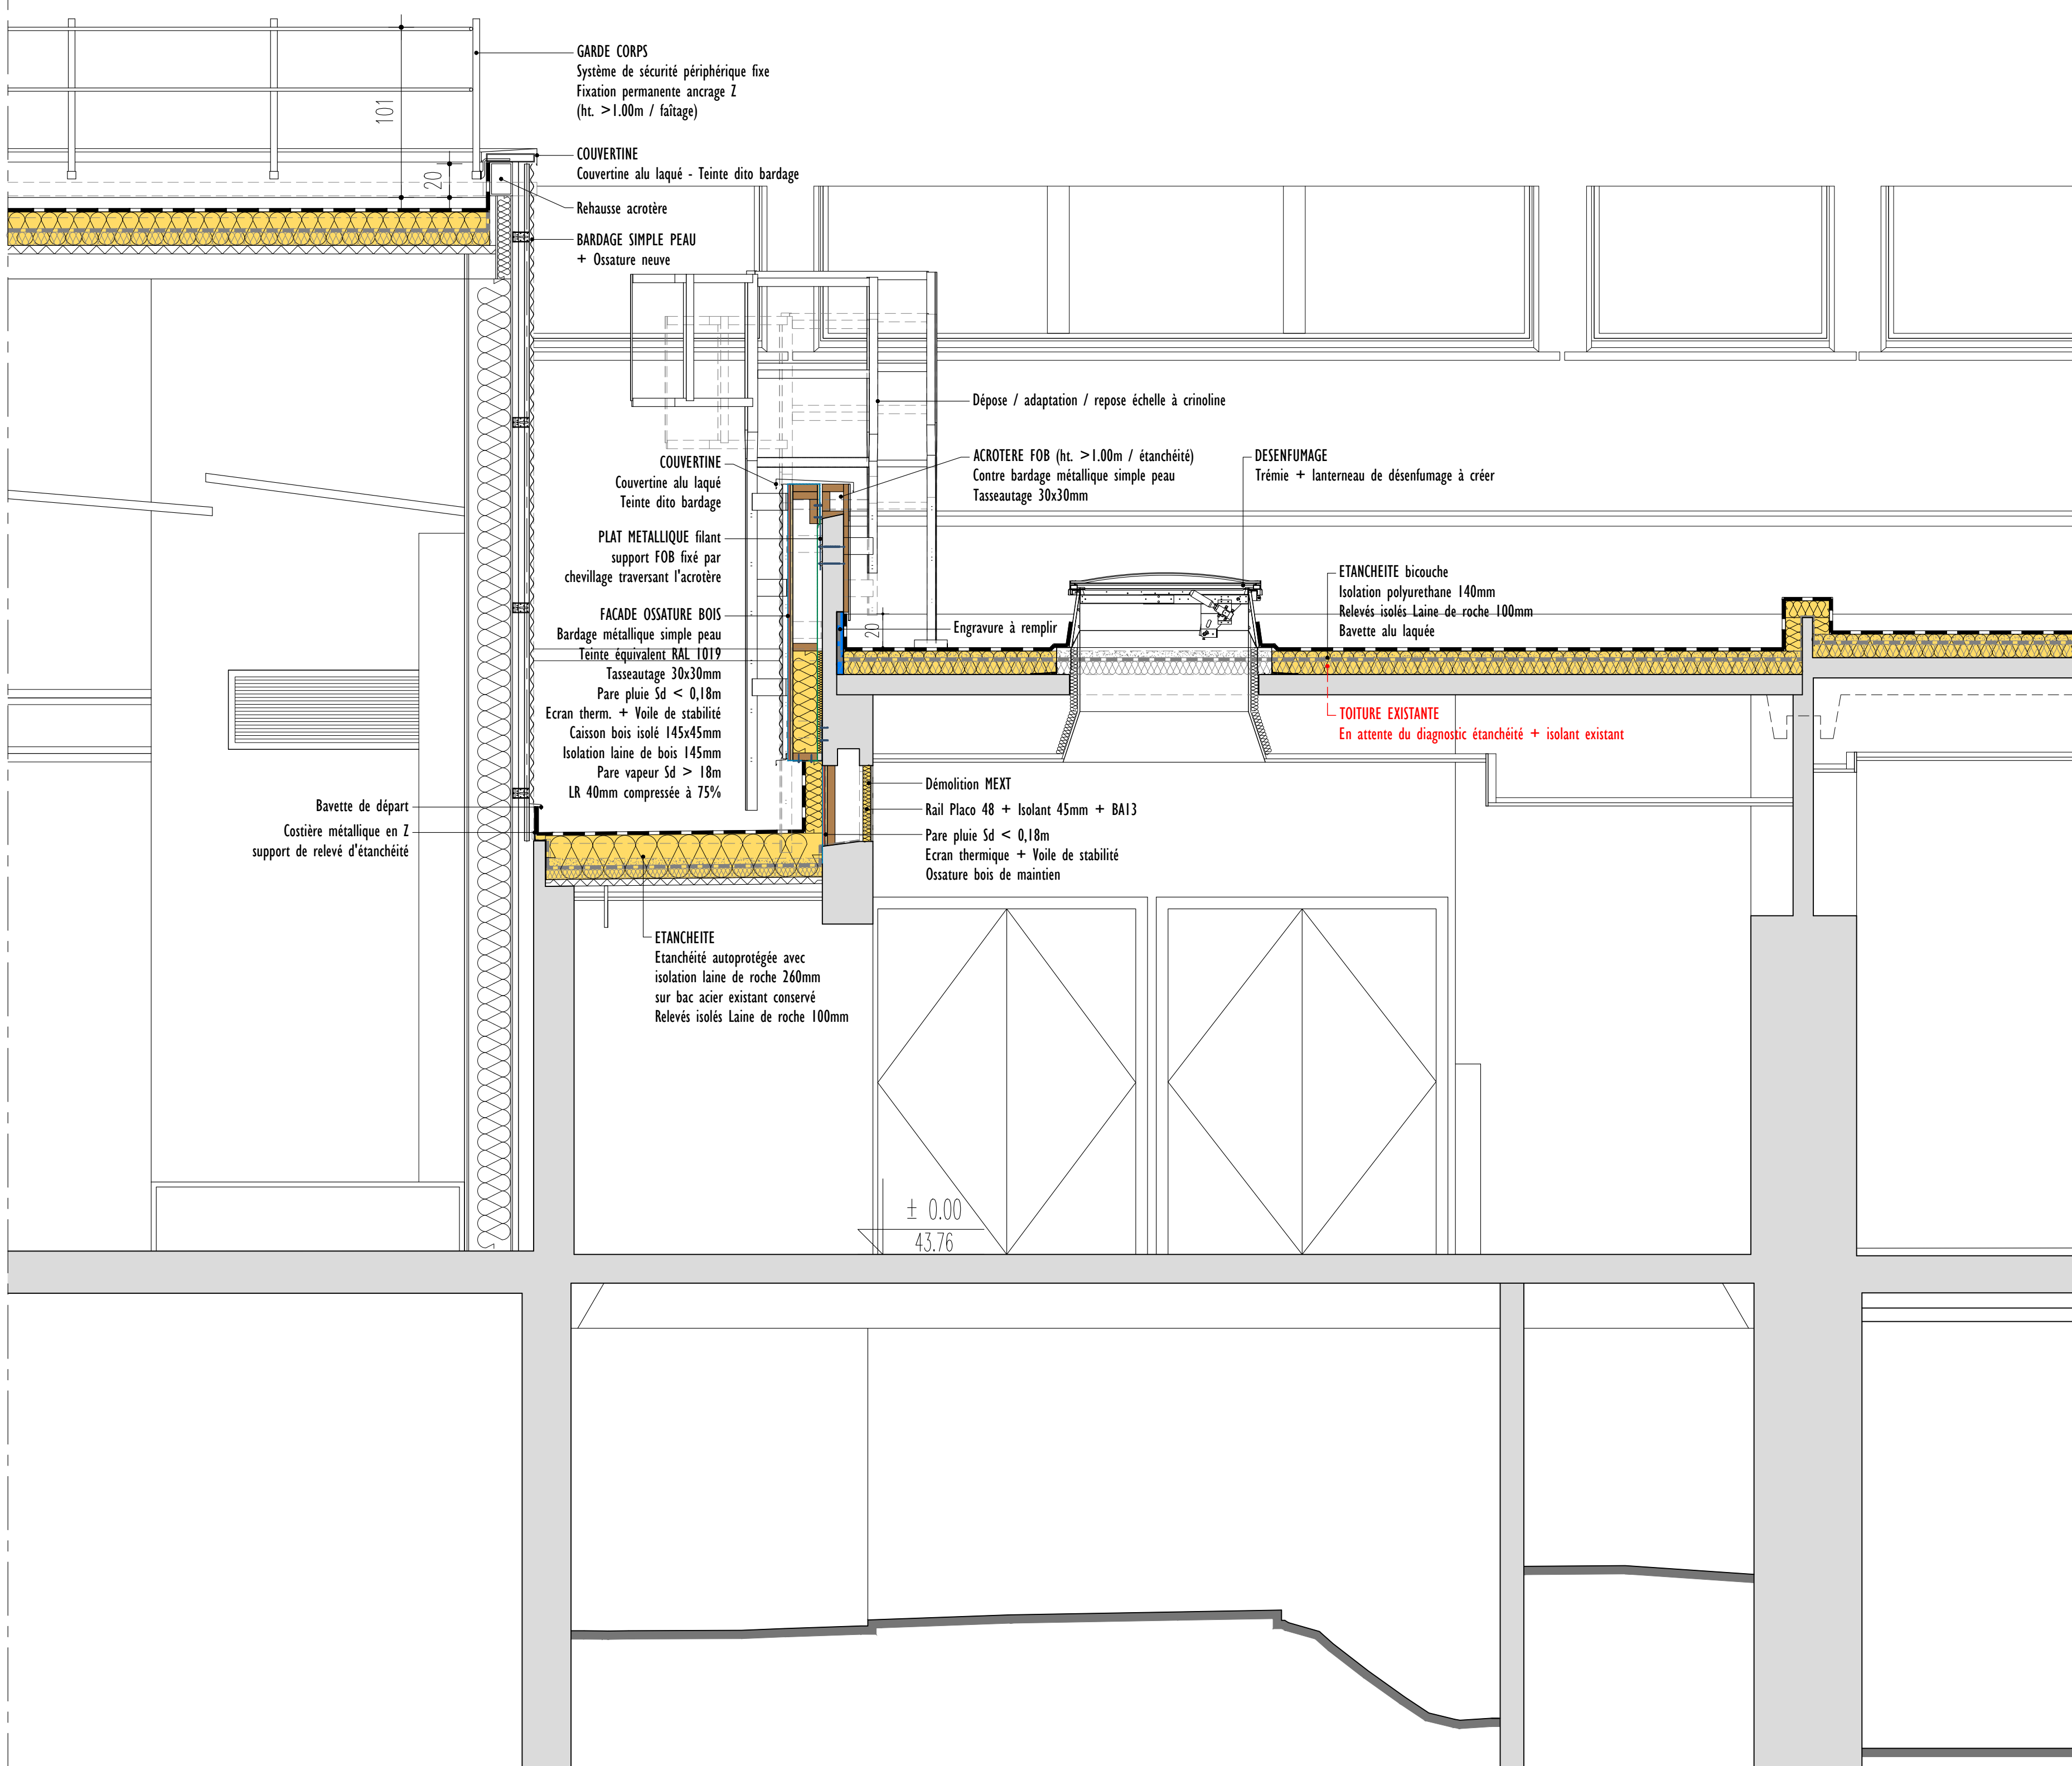 GARDE CORPS
Système de sécurité périphérique fixe
Fixation permanente ancrage Z
(ht. >1.00m / faîtage)
101
COUVERTINE
Couvertine alu laqué - Teinte dito bardage
20
Rehausse acrotère
BARDAGE SIMPLE PEAU
+ Ossature neuve
Dépose / adaptation / repose échelle à crinoline
COUVERTINE
Couvertine alu laqué
Teinte dito bardage
ACROTERE FOB (ht. >1.00m / étanchéité)
Contre bardage métallique simple peau
Tasseautage 30x30mm
DESENFUMAGE
Trémie + lanterneau de désenfumage à créer
PLAT METALLIQUE filant
support FOB fixé par
chevillage traversant l'acrotère
ETANCHEITE bicouche
Isolation polyurethane 140mm
Relevés isolés Laine de roche 100mm
Bavette alu laquée
FACADE OSSATURE BOIS
Bardage métallique simple peau
Teinte équivalent RAL 1019
Tasseautage 30x30mm
Pare pluie Sd < 0,18m
Ecran therm. + Voile de stabilité
Caisson bois isolé 145x45mm
Isolation laine de bois 145mm
Pare vapeur Sd > 18m
LR 40mm compressée à 75%
20
Engravure à remplir
TOITURE EXISTANTE
En attente du diagnostic étanchéité + isolant existant
Bavette de départ
Costière métallique en Z
support de relevé d'étanchéité
Démolition MEXT
Rail Placo 48 + Isolant 45mm + BA13
Pare pluie Sd < 0,18m
Ecran thermique + Voile de stabilité
Ossature bois de maintien
ETANCHEITE
Etanchéité autoprotégée avec
isolation laine de roche 260mm
sur bac acier existant conservé
Relevés isolés Laine de roche 100mm
± 0.00
43.76